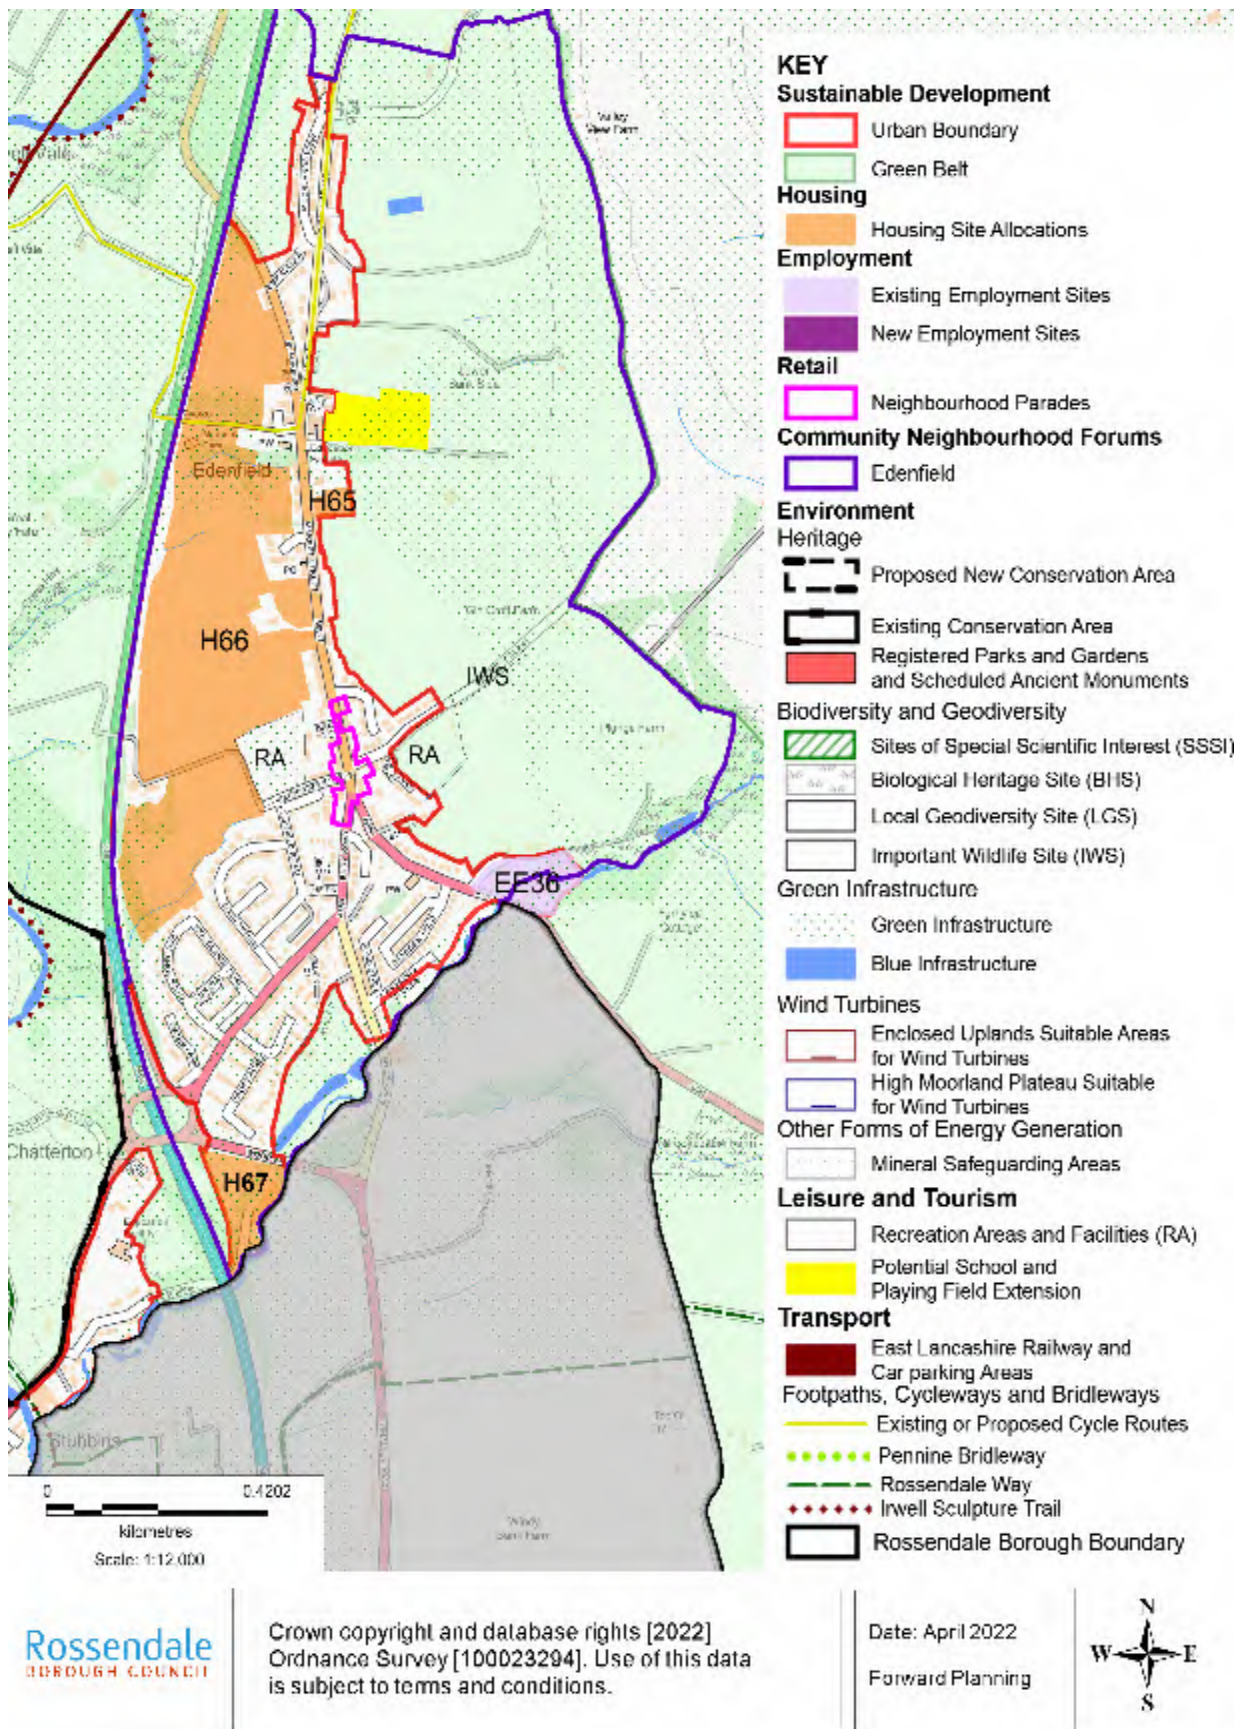 Valley
View Farm
Edenfield
H65
H66
IWS
RA
RA
EE36
Chatterton
H67
Stubbins
0 0.4202
kilometres
Scale: 1:12,000
KEY
Sustainable Development
Urban Boundary
Green Belt
Housing
Housing Site Allocations
Employment
Existing Employment Sites
New Employment Sites
Retail
Neighbourhood Parades
Community Neighbourhood Forums
Edenfield
Environment
Heritage
Proposed New Conservation Area
Existing Conservation Area
Registered Parks and Gardens
and Scheduled Ancient Monuments
Biodiversity and Geodiversity
Sites of Special Scientific Interest (SSSI)
Biological Heritage Site (BHS)
Local Geodiversity Site (LGS)
Important Wildlife Site (IWS)
Green Infrastructure
Green Infrastructure
Blue Infrastructure
Wind Turbines
Enclosed Uplands Suitable Areas
for Wind Turbines
High Moorland Plateau Suitable
for Wind Turbines
Other Forms of Energy Generation
Mineral Safeguarding Areas
Leisure and Tourism
Recreation Areas and Facilities (RA)
Potential School and
Playing Field Extension
Transport
East Lancashire Railway and
Car parking Areas
Footpaths, Cycleways and Bridleways
Existing or Proposed Cycle Routes
Pennine Bridleway
Rossendale Way
Irwell Sculpture Trail
Rossendale Borough Boundary
Rossendale
BOROUGH COUNCIL
Crown copyright and database rights [2022]
Ordnance Survey [100023294]. Use of this data
is subject to terms and conditions.
Date: April 2022
Forward Planning
N
W E
S